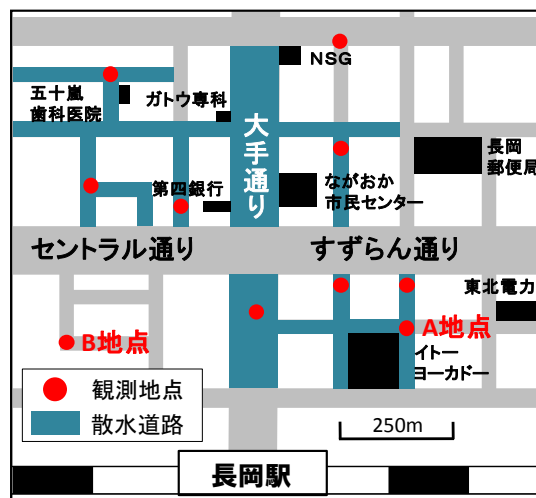 NSG
五十嵐
歯科医院
ガトウ専科
大手通り
長岡
郵便局
第四銀行
ながおか
市民センター
セントラル通り
すずらん通り
東北電力
B地点
A地点
イトー
ヨーカドー
観測地点
散水道路
250m
長岡駅